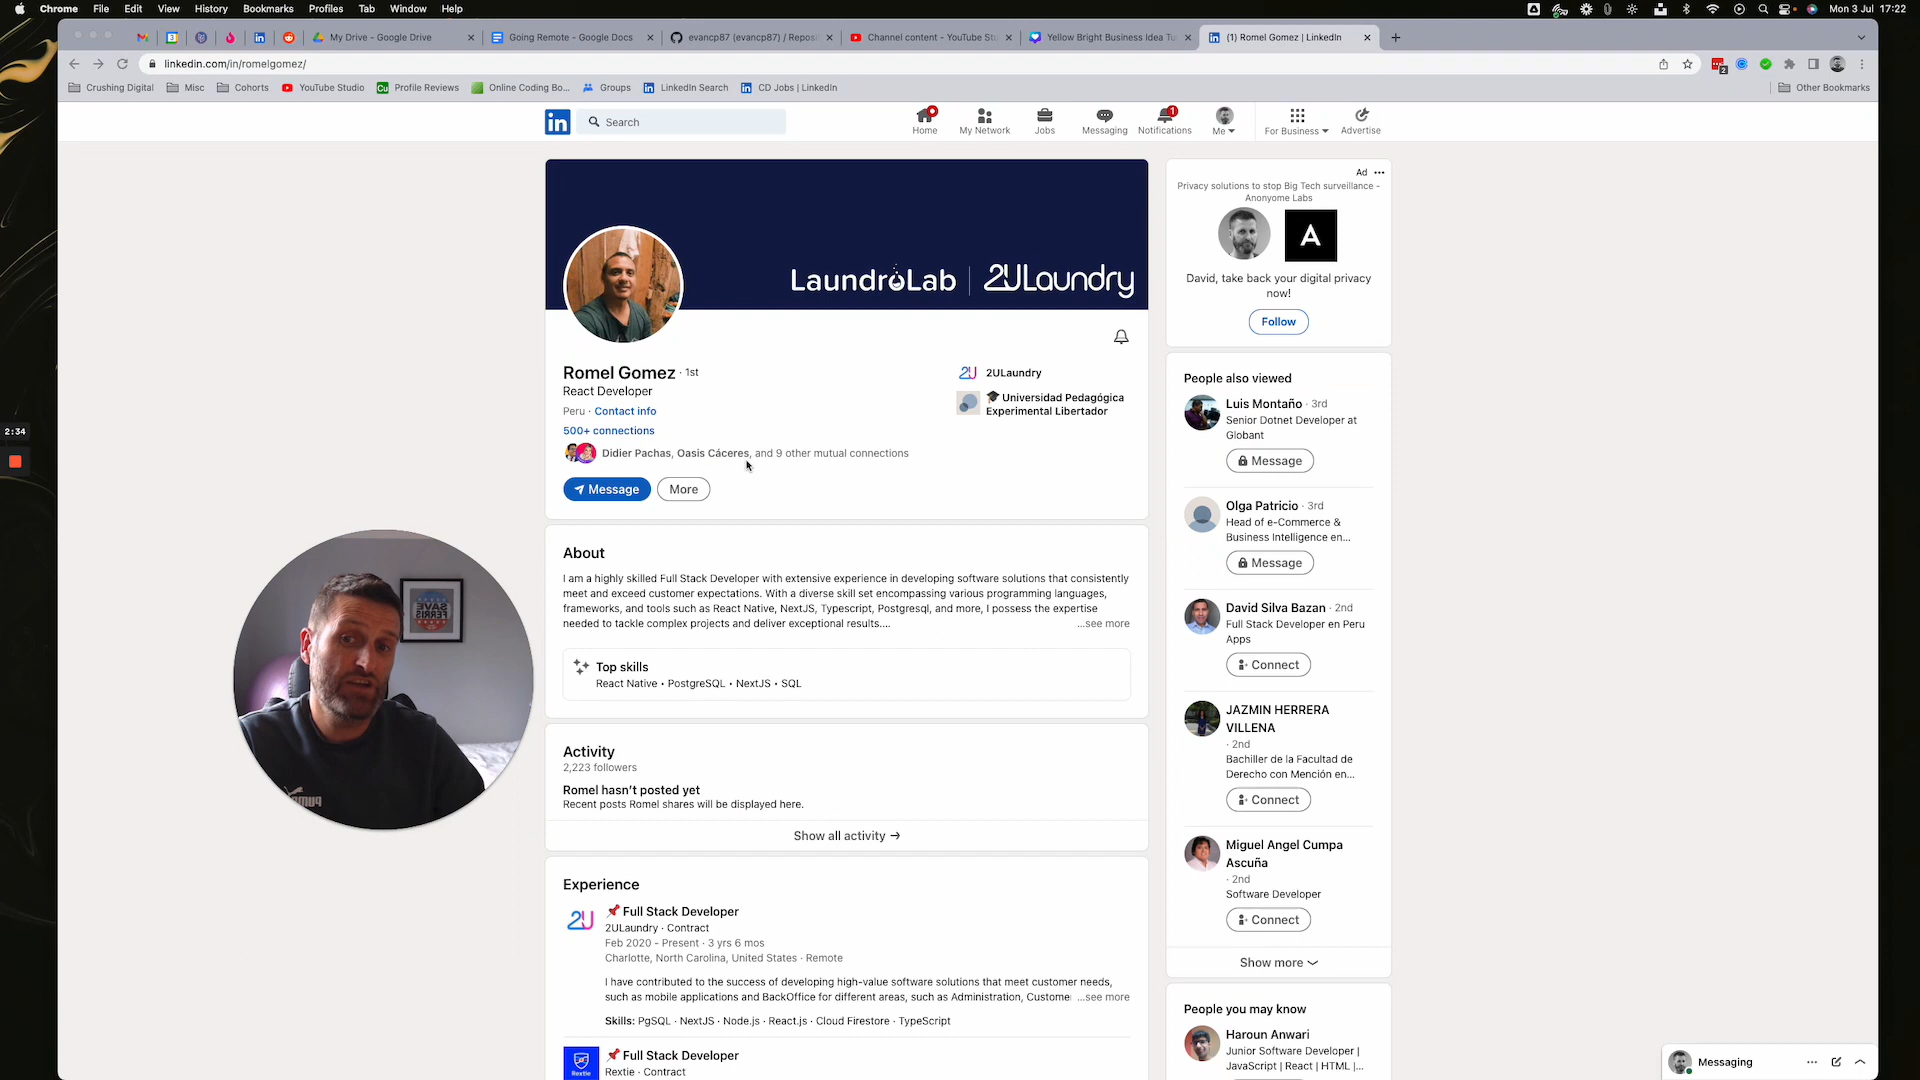 Chrome File Edit View History Bookmarks Profiles Tab Window Help
Mon 3 Jul 17:22
My Drive - Google Drive
Going Remote - Google Docs
evancp87 (evancp87) / Reposi
Channel content - YouTube Stu
Yellow Bright Business Idea Tu
(1) Romel Gomez | LinkedIn
linkedin.com/in/romelgomez/
2
Crushing Digital
Misc
Cohorts
YouTube Studio
Profile Reviews
Online Coding Bo...
Groups
LinkedIn Search
CD Jobs | LinkedIn
Other Bookmarks
in
Search
Home
My Network
Jobs
Messaging
1
Notifications
Me
For Business
Advertise
LaundroLab | 2ULaundry
Romel Gomez · 1st
React Developer
Peru · Contact info
500+ connections
Didier Pachas, Oasis Cáceres, and 9 other mutual connections
Message
More
2ULaundry
Universidad Pedagógica
Experimental Libertador
About
I am a highly skilled Full Stack Developer with extensive experience in developing software solutions that consistently
meet and exceed customer expectations. With a diverse skill set encompassing various programming languages,
frameworks, and tools such as React Native, NextJS, Typescript, Postgresql, and more, I possess the expertise
needed to tackle complex projects and deliver exceptional results.... ...see more
Top skills
React Native • PostgreSQL • NextJS • SQL
Activity
2,223 followers
Romel hasn't posted yet
Recent posts Romel shares will be displayed here.
Show all activity →
Experience
2U
Full Stack Developer
2ULaundry · Contract
Feb 2020 - Present · 3 yrs 6 mos
Charlotte, North Carolina, United States · Remote
I have contributed to the success of developing high-value software solutions that meet customer needs,
such as mobile applications and BackOffice for different areas, such as Administration, Custome ...see more
Skills: PgSQL · NextJS · Node.js · React.js · Cloud Firestore · TypeScript
Rextie
Full Stack Developer
Rextie · Contract
Ad ...
Privacy solutions to stop Big Tech surveillance -
Anonyome Labs
A
David, take back your digital privacy
now!
Follow
People also viewed
Luis Montaño · 3rd
Senior Dotnet Developer at
Globant
Message
Olga Patricio · 3rd
Head of e-Commerce &
Business Intelligence en...
Message
David Silva Bazan · 2nd
Full Stack Developer en Peru
Apps
Connect
JAZMIN HERRERA
VILLENA
· 2nd
Bachiller de la Facultad de
Derecho con Mención en...
Connect
Miguel Angel Cumpa
Ascuña
· 2nd
Software Developer
Connect
Show more
People you may know
Haroun Anwari
Junior Software Developer |
JavaScript | React | HTML |...
Messaging
2:34
SAVE
FERRIS
PUMA